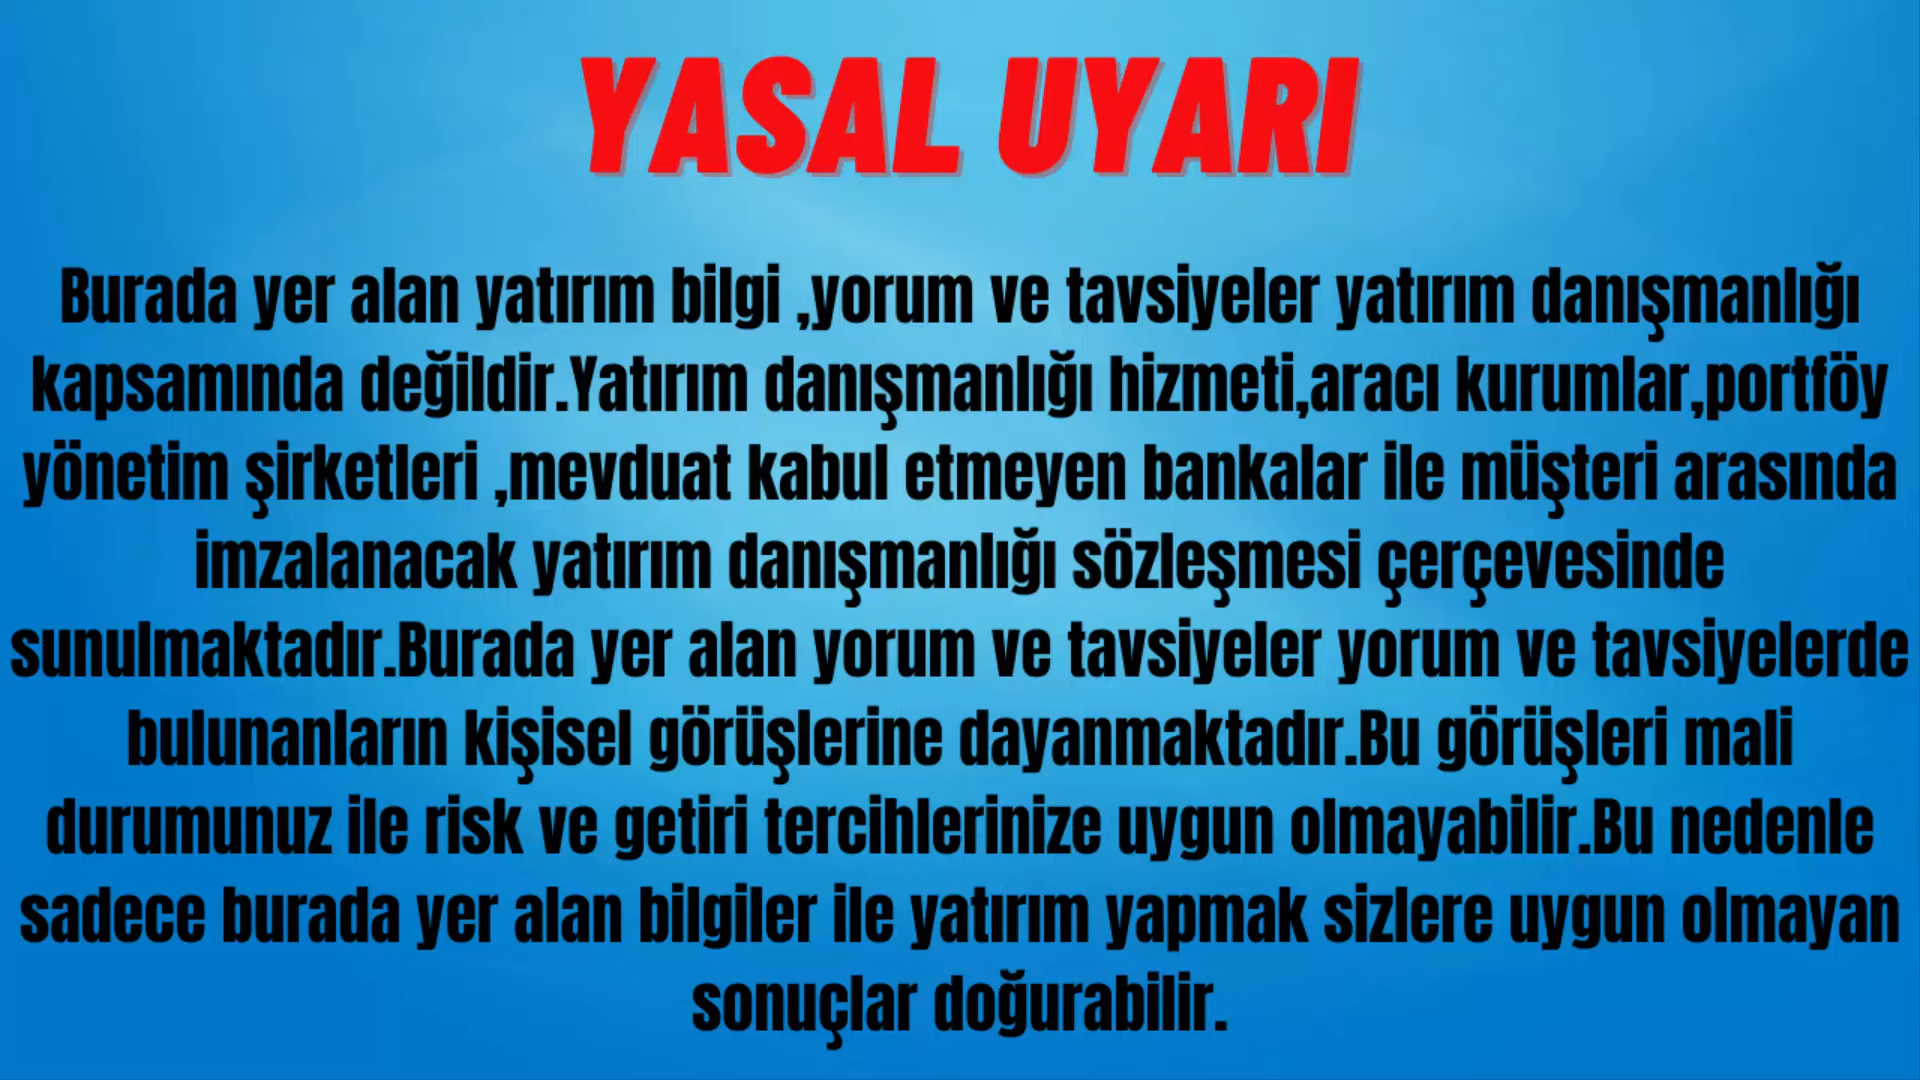 YASAL UYARI
Burada yer alan yatırım bilgi ,yorum ve tavsiyeler yatırım danışmanlığı
kapsamında değildir.Yatırım danışmanlığı hizmeti,aracı kurumlar,portföy
yönetim şirketleri ,mevduat kabul etmeyen bankalar ile müşteri arasında
imzalanacak yatırım danışmanlığı sözleşmesi çerçevesinde
sunulmaktadır.Burada yer alan yorum ve tavsiyeler yorum ve tavsiyelerde
bulunanların kişisel görüşlerine dayanmaktadır.Bu görüşleri mali
durumunuz ile risk ve getiri tercihlerinize uygun olmayabilir.Bu nedenle
sadece burada yer alan bilgiler ile yatırım yapmak sizlere uygun olmayan
sonuçlar doğurabilir.